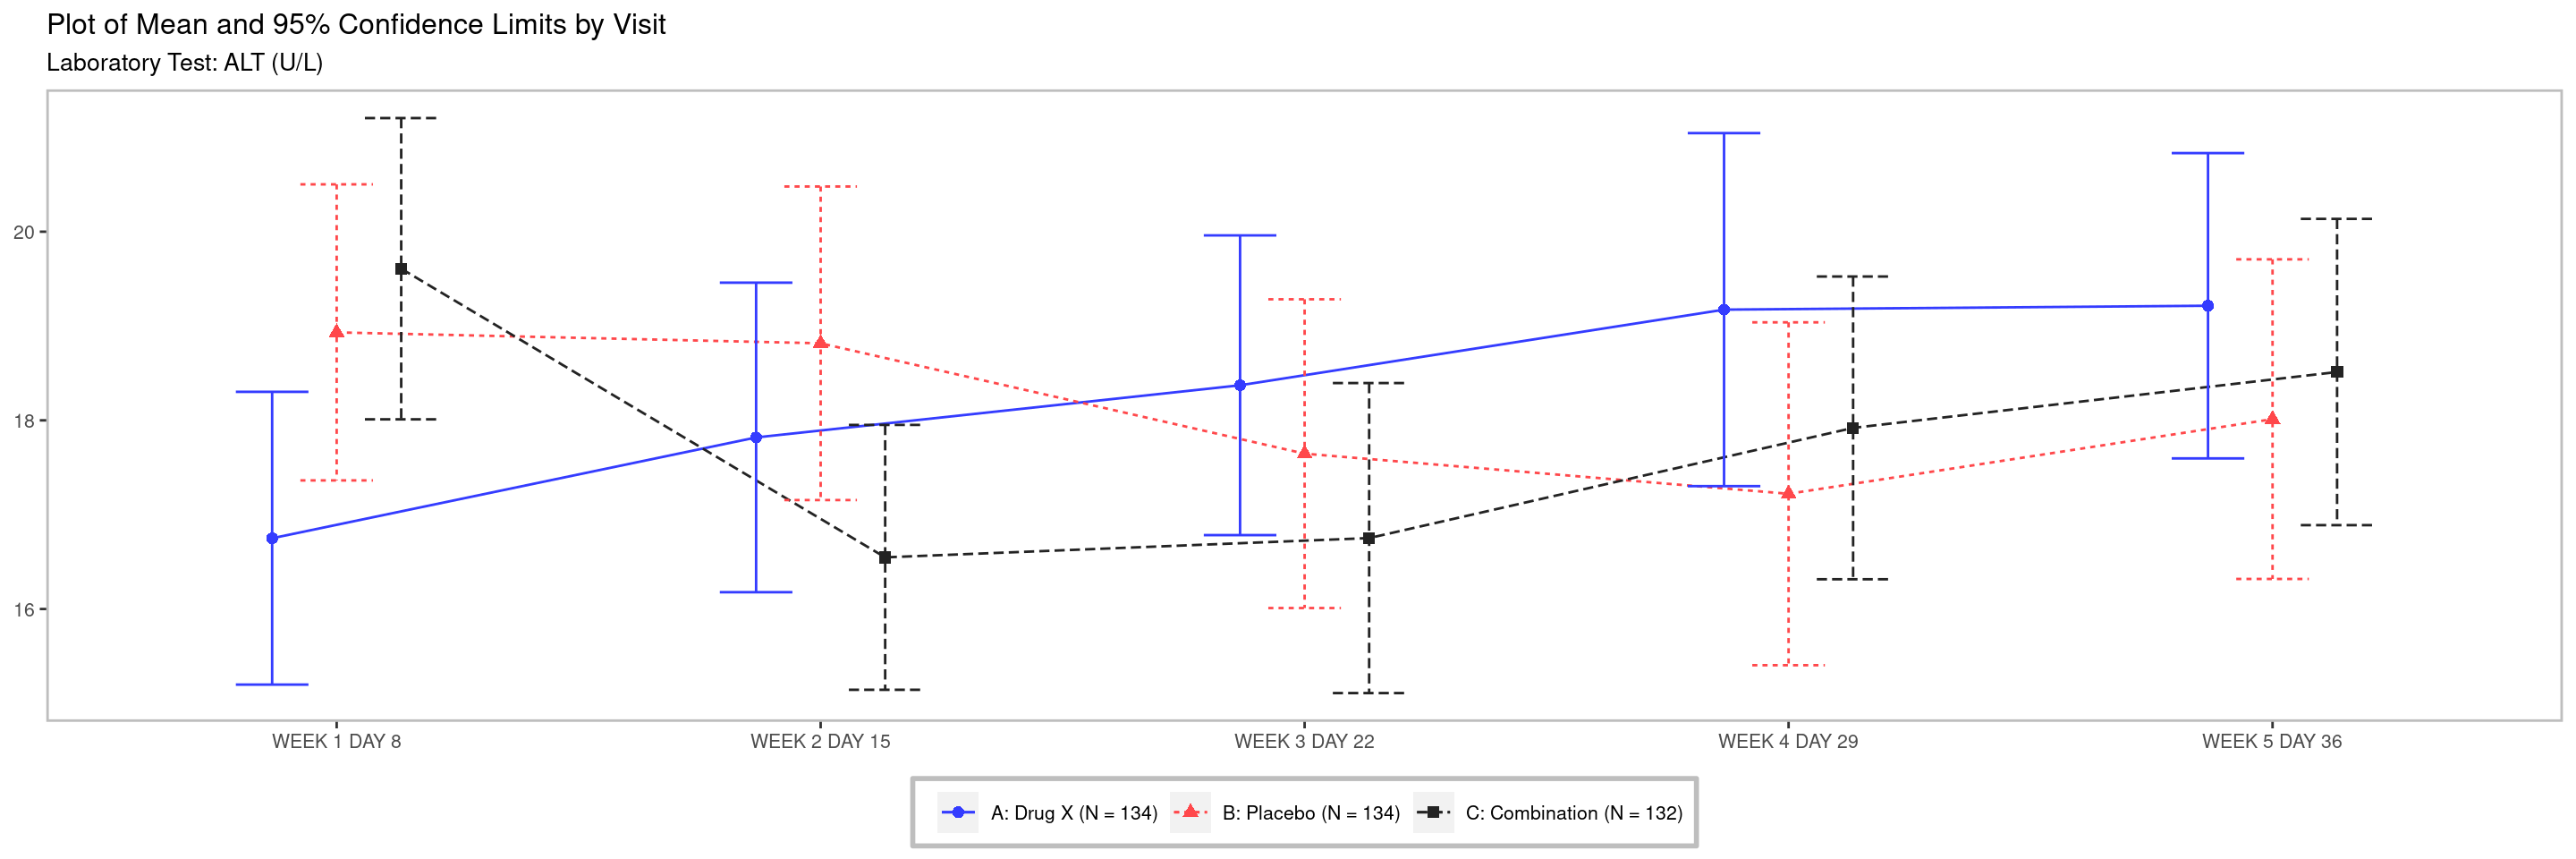 Plot of Mean and 95% Confidence Limits by Visit
Laboratory Test: ALT (U/L)
20
18
16
WEEK 1 DAY 8 WEEK 2 DAY 15 WEEK 3 DAY 22 WEEK 4 DAY 29 WEEK 5 DAY 36
A: Drug X (N = 134) B: Placebo (N = 134) C: Combination (N = 132)